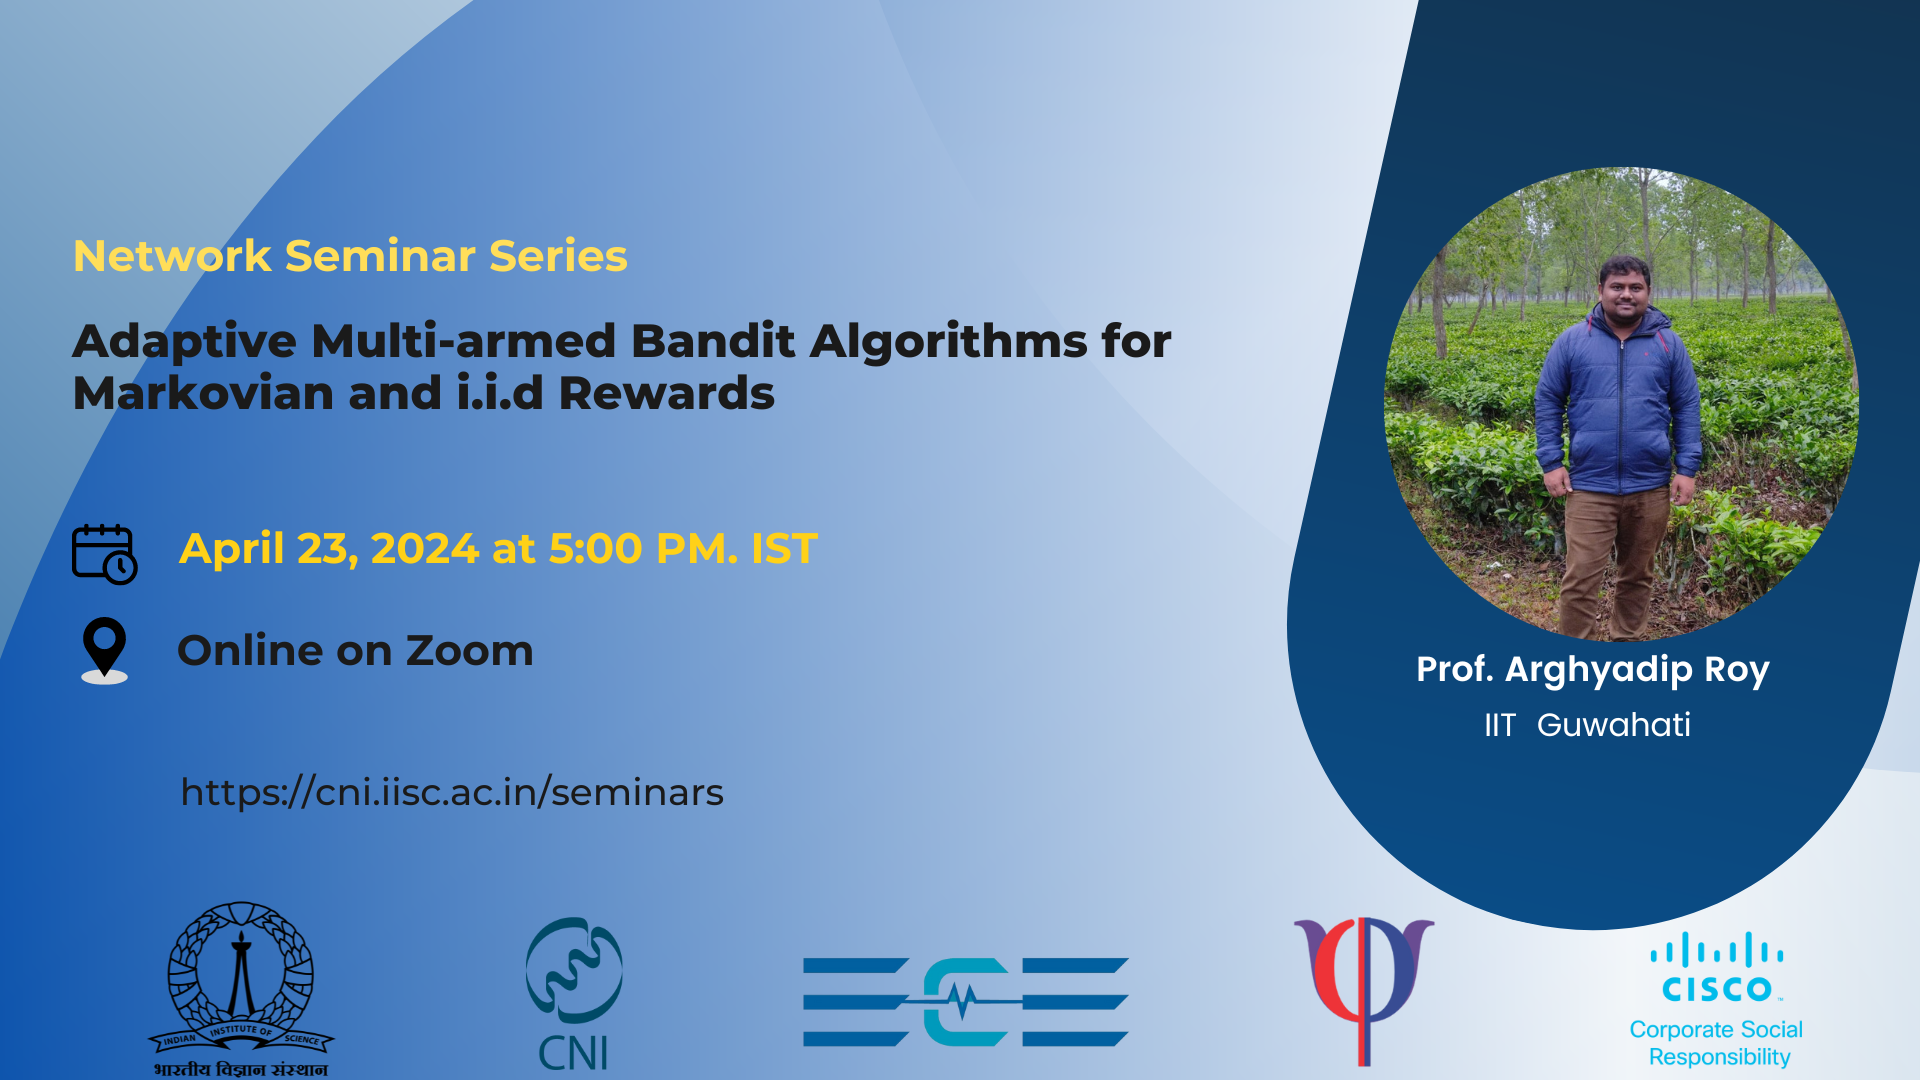 Network Seminar Series
Adaptive Multi-armed Bandit Algorithms for
Markovian and i.i.d Rewards
April 23, 2024 at 5:00 PM. IST
Online on Zoom
https://cni.iisc.ac.in/seminars
Prof. Arghyadip Roy
IIT Guwahati
INDIAN INSTITUTE OF SCIENCE
भारतीय विज्ञान संस्थान
CNI
ECE
CISCO
Corporate Social
Responsibility